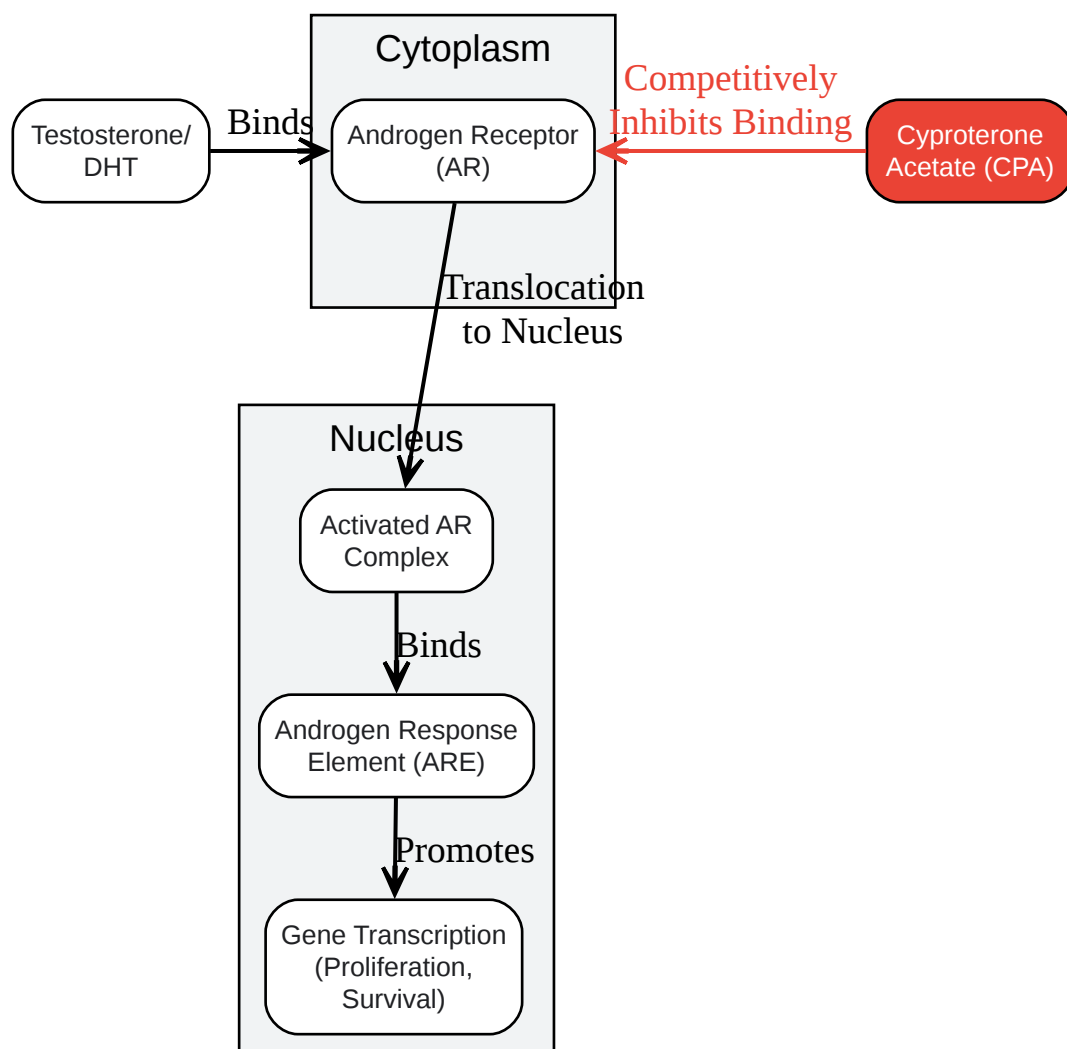 Cytoplasm
Testosterone/
DHT
Binds
Androgen Receptor
(AR)
Competitively
Inhibits Binding
Cyproterone
Acetate (CPA)
Translocation
to Nucleus
Nucleus
Activated AR
Complex
Binds
Androgen Response
Element (ARE)
Promotes
Gene Transcription
(Proliferation,
Survival)